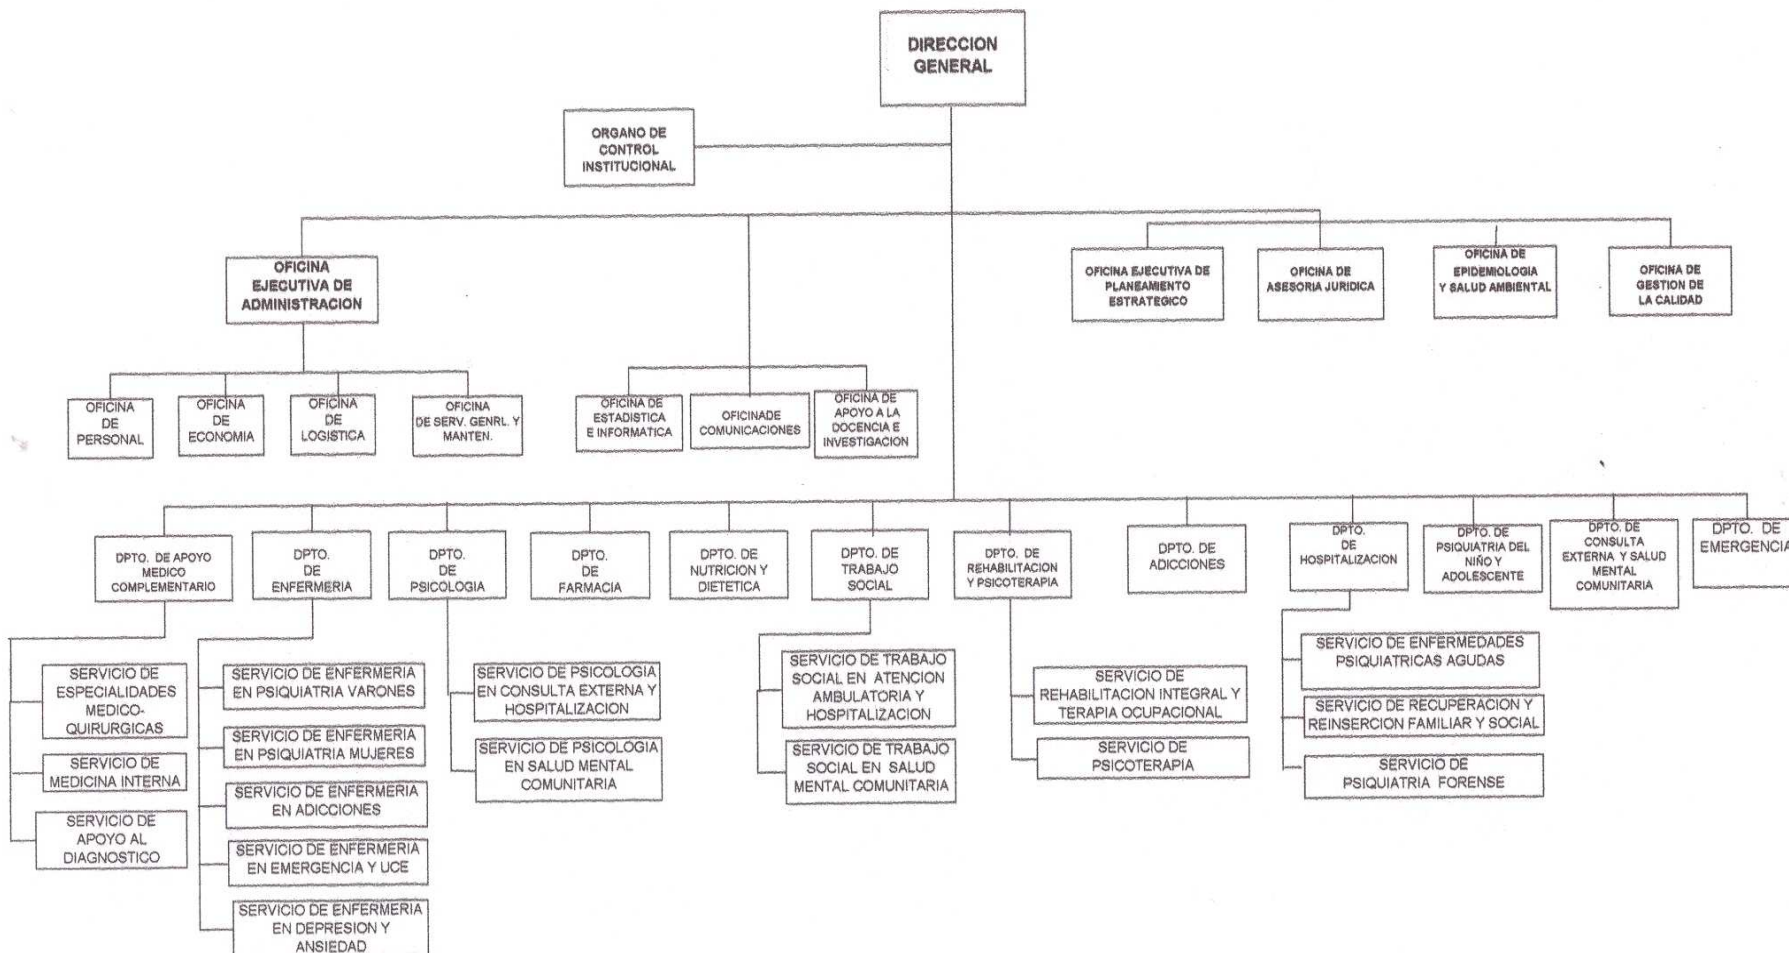 DIRECCION
GENERAL
ORGANO DE
CONTROL
INSTITUCIONAL
OFICINA
EJECUTIVA DE
ADMINISTRACION
OFICINA EJECUTIVA DE
PLANEAMIENTO
ESTRATEGICO
OFICINA DE
ASESORIA JURIDICA
OFICINA DE
EPIDEMIOLOGIA
Y SALUD AMBIENTAL
OFICINA DE
GESTION DE
LA CALIDAD
OFICINA
DE
PERSONAL
OFICINA
DE
ECONOMIA
OFICINA
DE
LOGISTICA
OFICINA
DE SERV. GENRL. Y
MANTEN.
OFICINA DE
ESTADISTICA
E INFORMATICA
OFICINADE
COMUNICACIONES
OFICINA DE
APOYO A LA
DOCENCIA E
INVESTIGACION
DPTO. DE APOYO
MEDICO
COMPLEMENTARIO
DPTO.
DE
ENFERMERIA
DPTO.
DE
PSICOLOGIA
DPTO.
DE
FARMACIA
DPTO. DE
NUTRICION Y
DIETETICA
DPTO. DE
TRABAJO
SOCIAL
DPTO. DE
REHABILITACION
Y PSICOTERAPIA
DPTO. DE
ADICCIONES
DPTO.
DE
HOSPITALIZACION
DPTO. DE
PSIQUIATRIA DEL
NIÑO Y
ADOLESCENTE
DPTO. DE
CONSULTA
EXTERNA Y SALUD
MENTAL
COMUNITARIA
DPTO. DE
EMERGENCIA
SERVICIO DE
ESPECIALIDADES
MEDICO-
QUIRURGICAS
SERVICIO DE
MEDICINA INTERNA
SERVICIO DE
APOYO AL
DIAGNOSTICO
SERVICIO DE ENFERMERIA
EN PSIQUIATRIA VARONES
SERVICIO DE ENFERMERIA
EN PSIQUIATRIA MUJERES
SERVICIO DE ENFERMERIA
EN ADICCIONES
SERVICIO DE ENFERMERIA
EN EMERGENCIA Y UCE
SERVICIO DE ENFERMERIA
EN DEPRESION Y
ANSIEDAD
SERVICIO DE PSICOLOGIA
EN CONSULTA EXTERNA Y
HOSPITALIZACION
SERVICIO DE PSICOLOGIA
EN SALUD MENTAL
COMUNITARIA
SERVICIO DE TRABAJO
SOCIAL EN ATENCION
AMBULATORIA Y
HOSPITALIZACION
SERVICIO DE TRABAJO
SOCIAL EN SALUD
MENTAL COMUNITARIA
SERVICIO DE
REHABILITACION INTEGRAL Y
TERAPIA OCUPACIONAL
SERVICIO DE
PSICOTERAPIA
SERVICIO DE ENFERMEDADES
PSIQUIATRICAS AGUDAS
SERVICIO DE RECUPERACION Y
REINSERCION FAMILIAR Y SOCIAL
SERVICIO DE
PSIQUIATRIA FORENSE